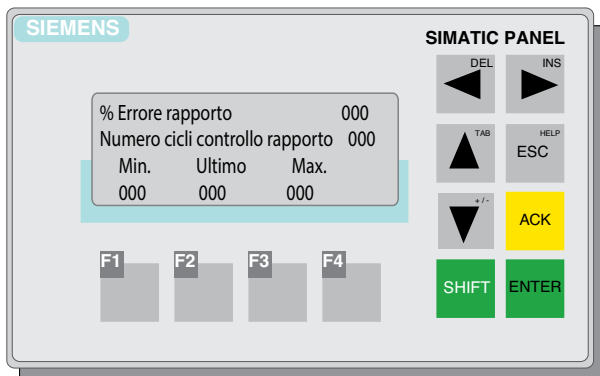 SIEMENS
SIMATIC PANEL
DEL
INS
% Errore rapporto 000
Numero cicli controllo rapporto 000
Min. Ultimo Max.
000 000 000
TAB
HELP
ESC
+ / -
ACK
F1 F2 F3 F4
SHIFT ENTER